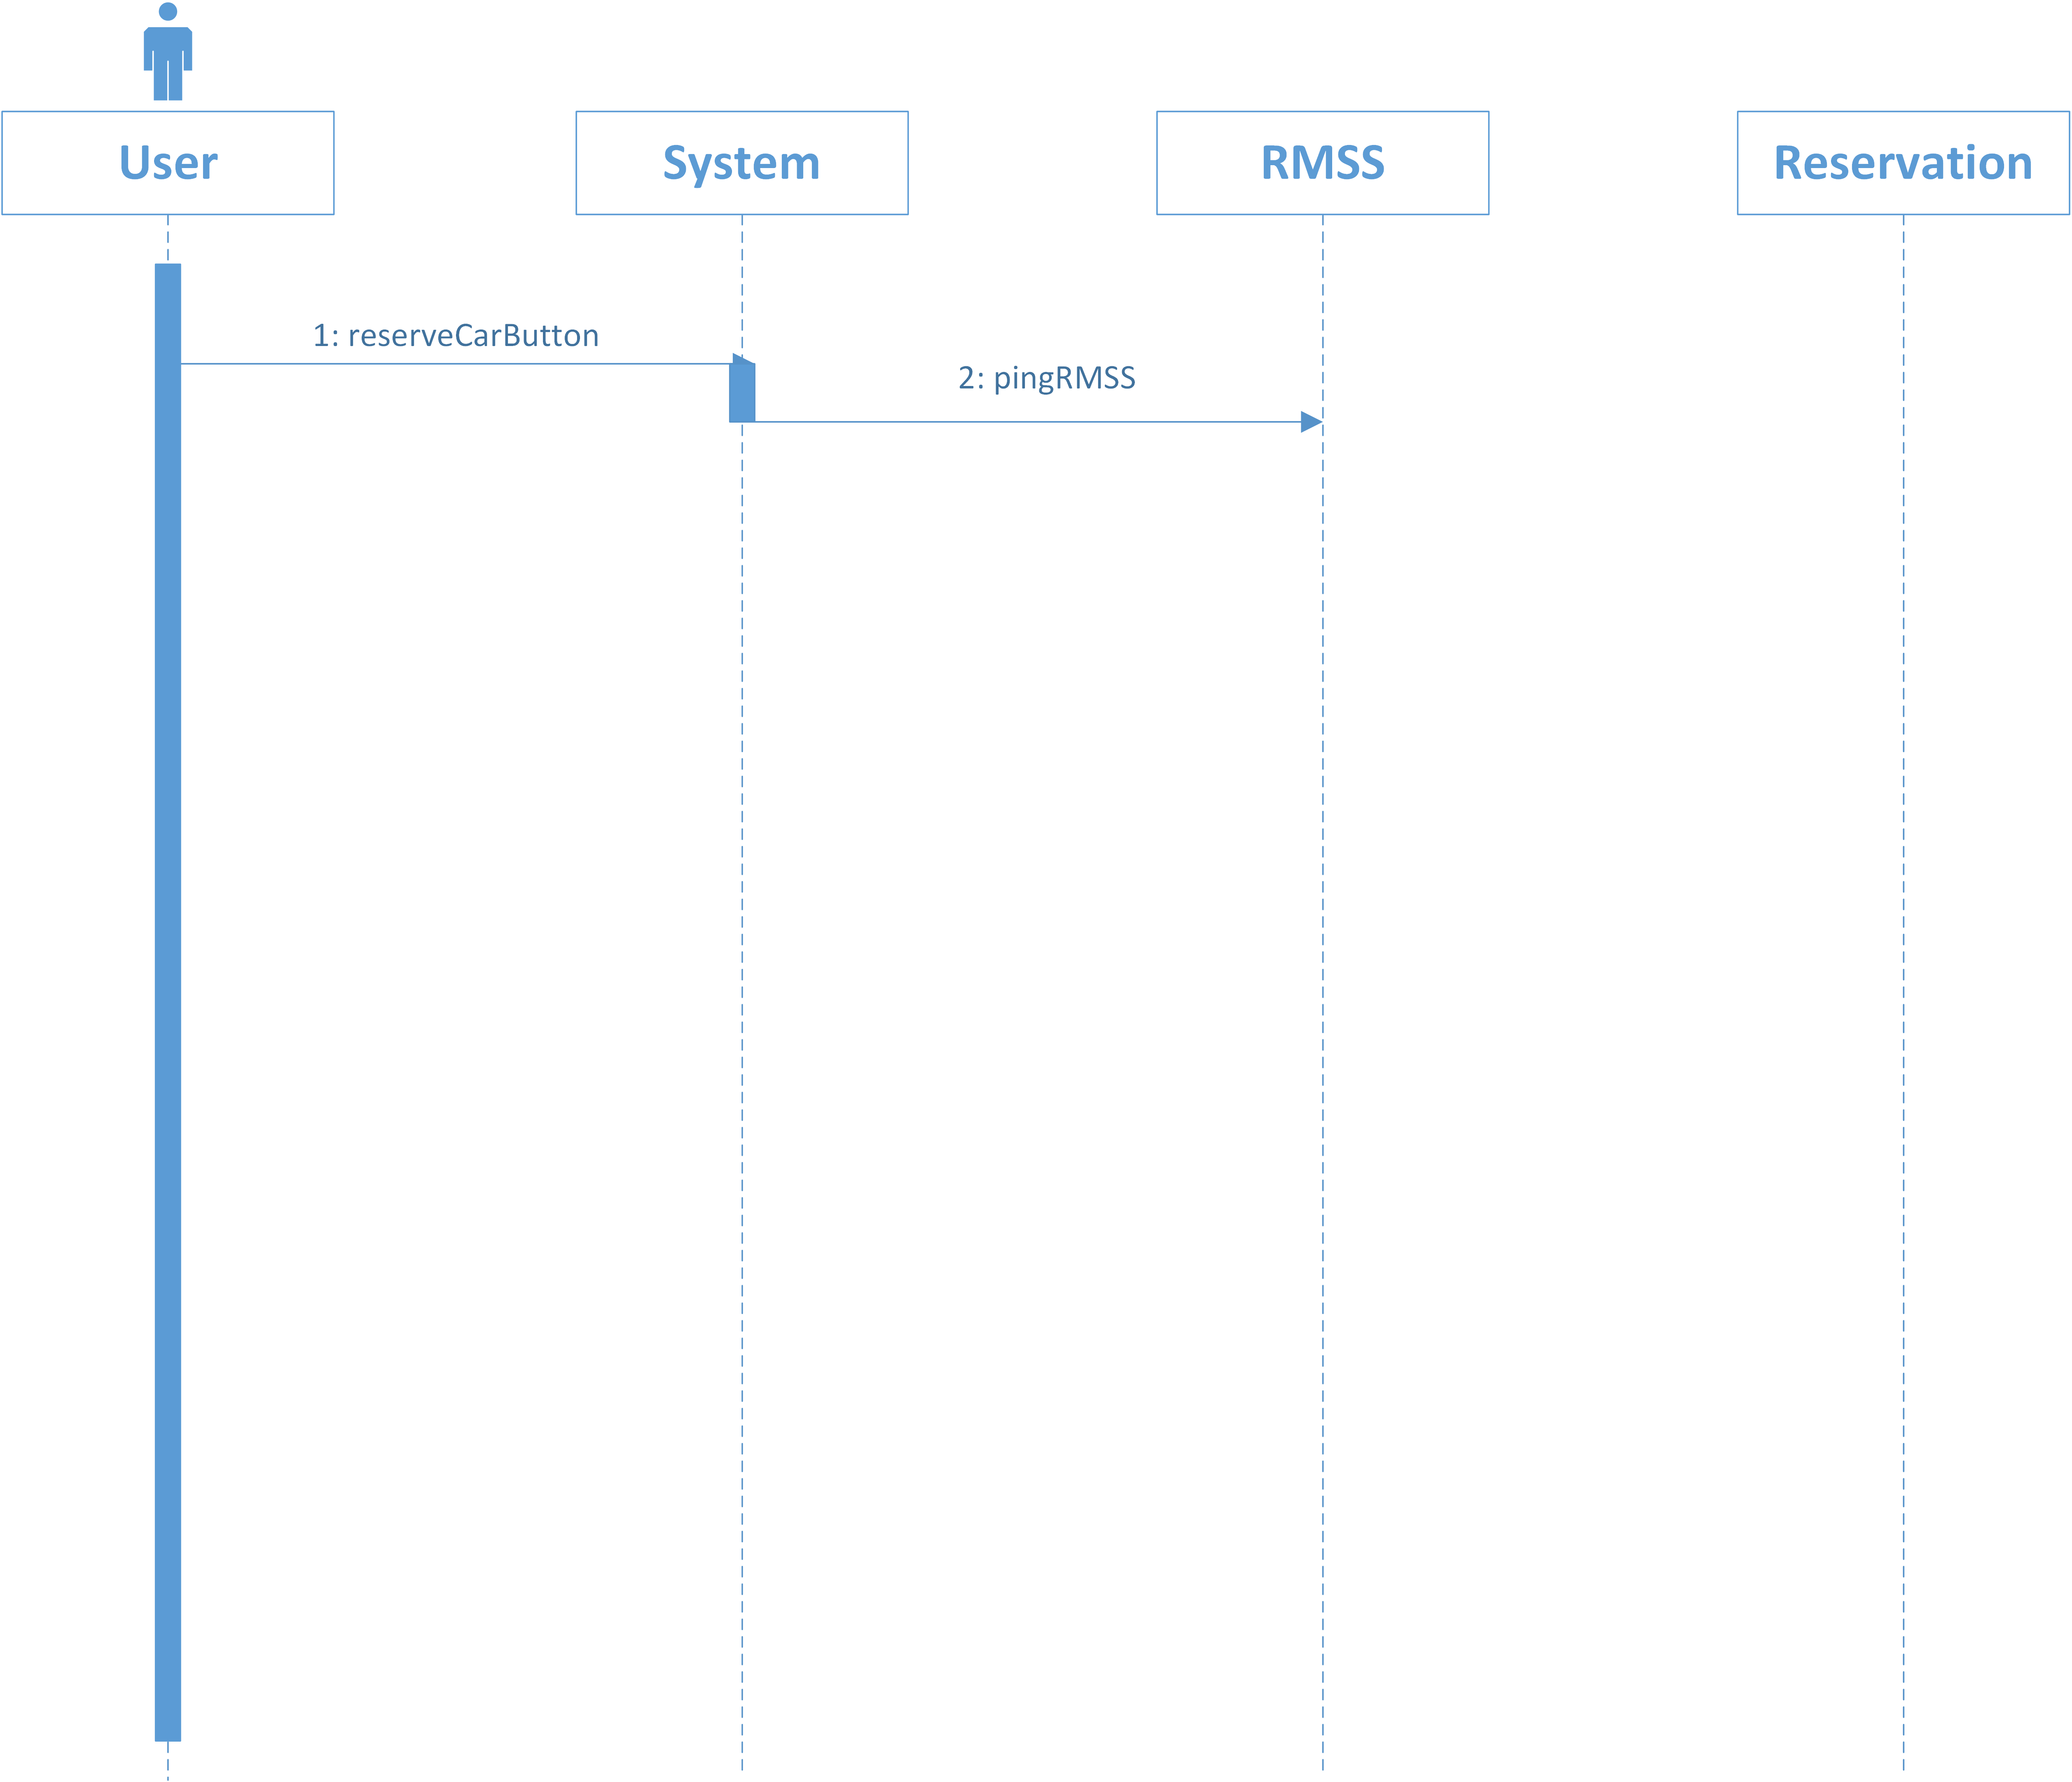 User
System
RMSS
Reservation
1: reserveCarButton
2: pingRMSS